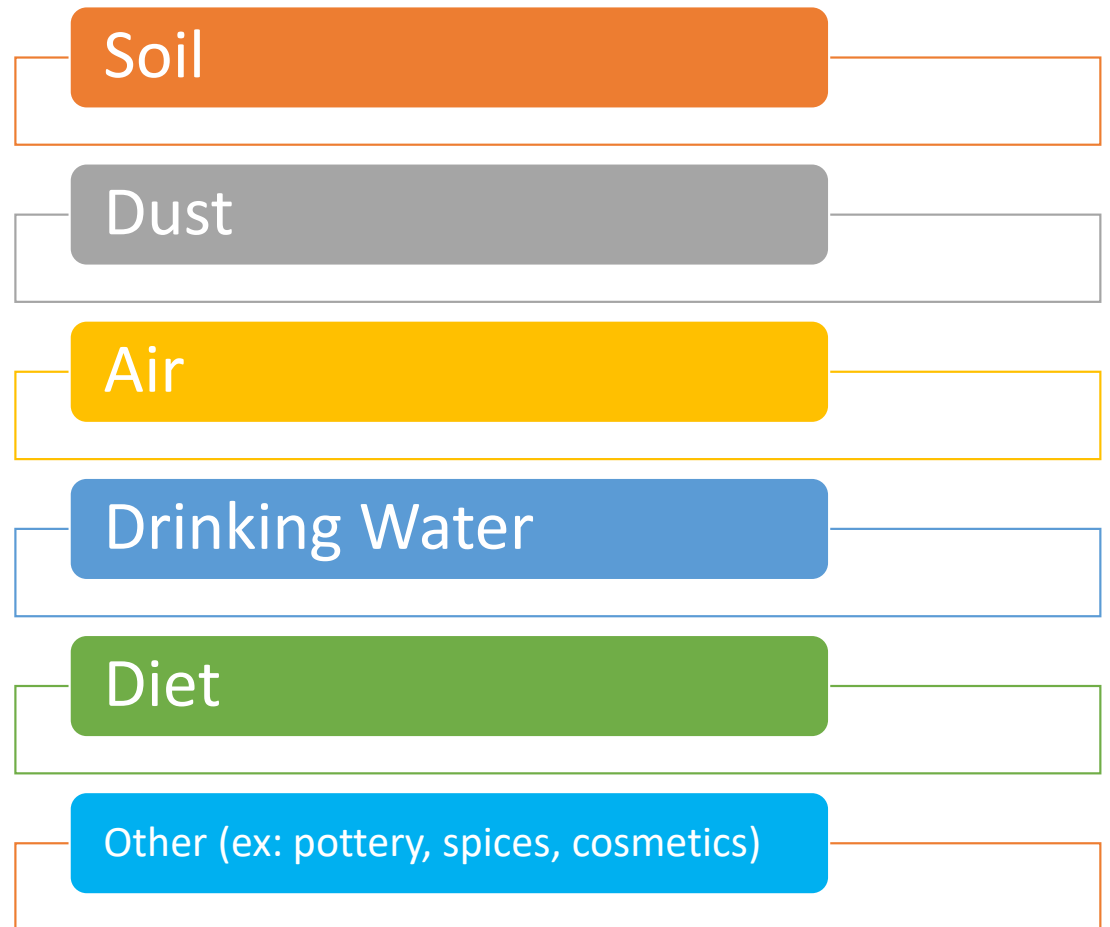 Soil
Dust
Air
Drinking Water
Diet
Other (ex: pottery, spices, cosmetics)